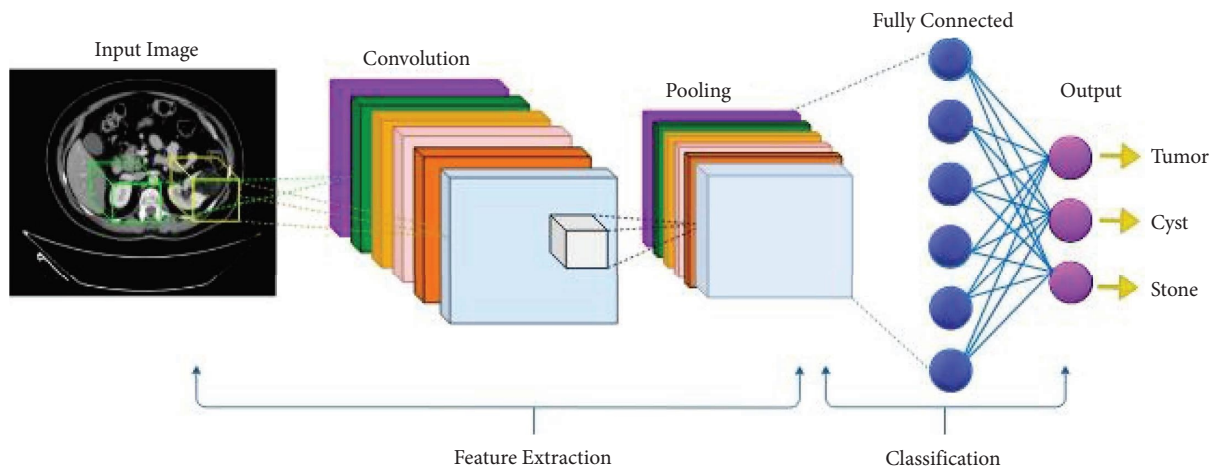 Input Image
Convolution
Pooling
Fully Connected
Output
Tumor
Cyst
Stone
Feature Extraction
Classification